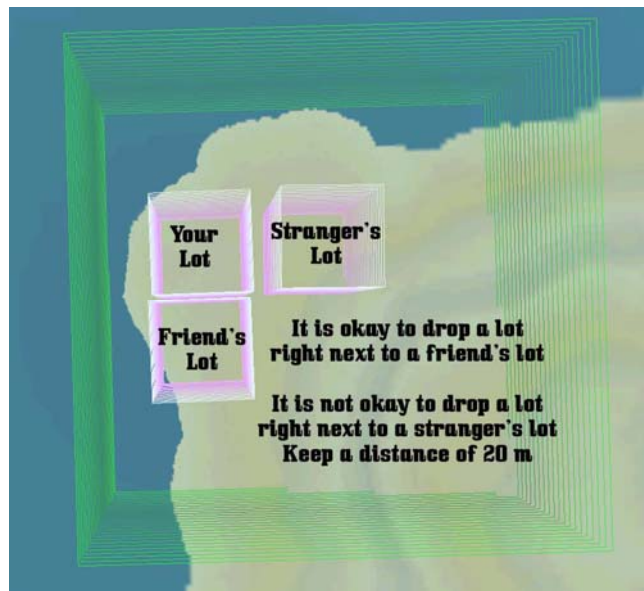 Your
Lot
Stranger's
Lot
Friend's
Lot
It is okay to drop a lot
right next to a friend's lot
It is not okay to drop a lot
right next to a stranger's lot
Keep a distance of 20 m